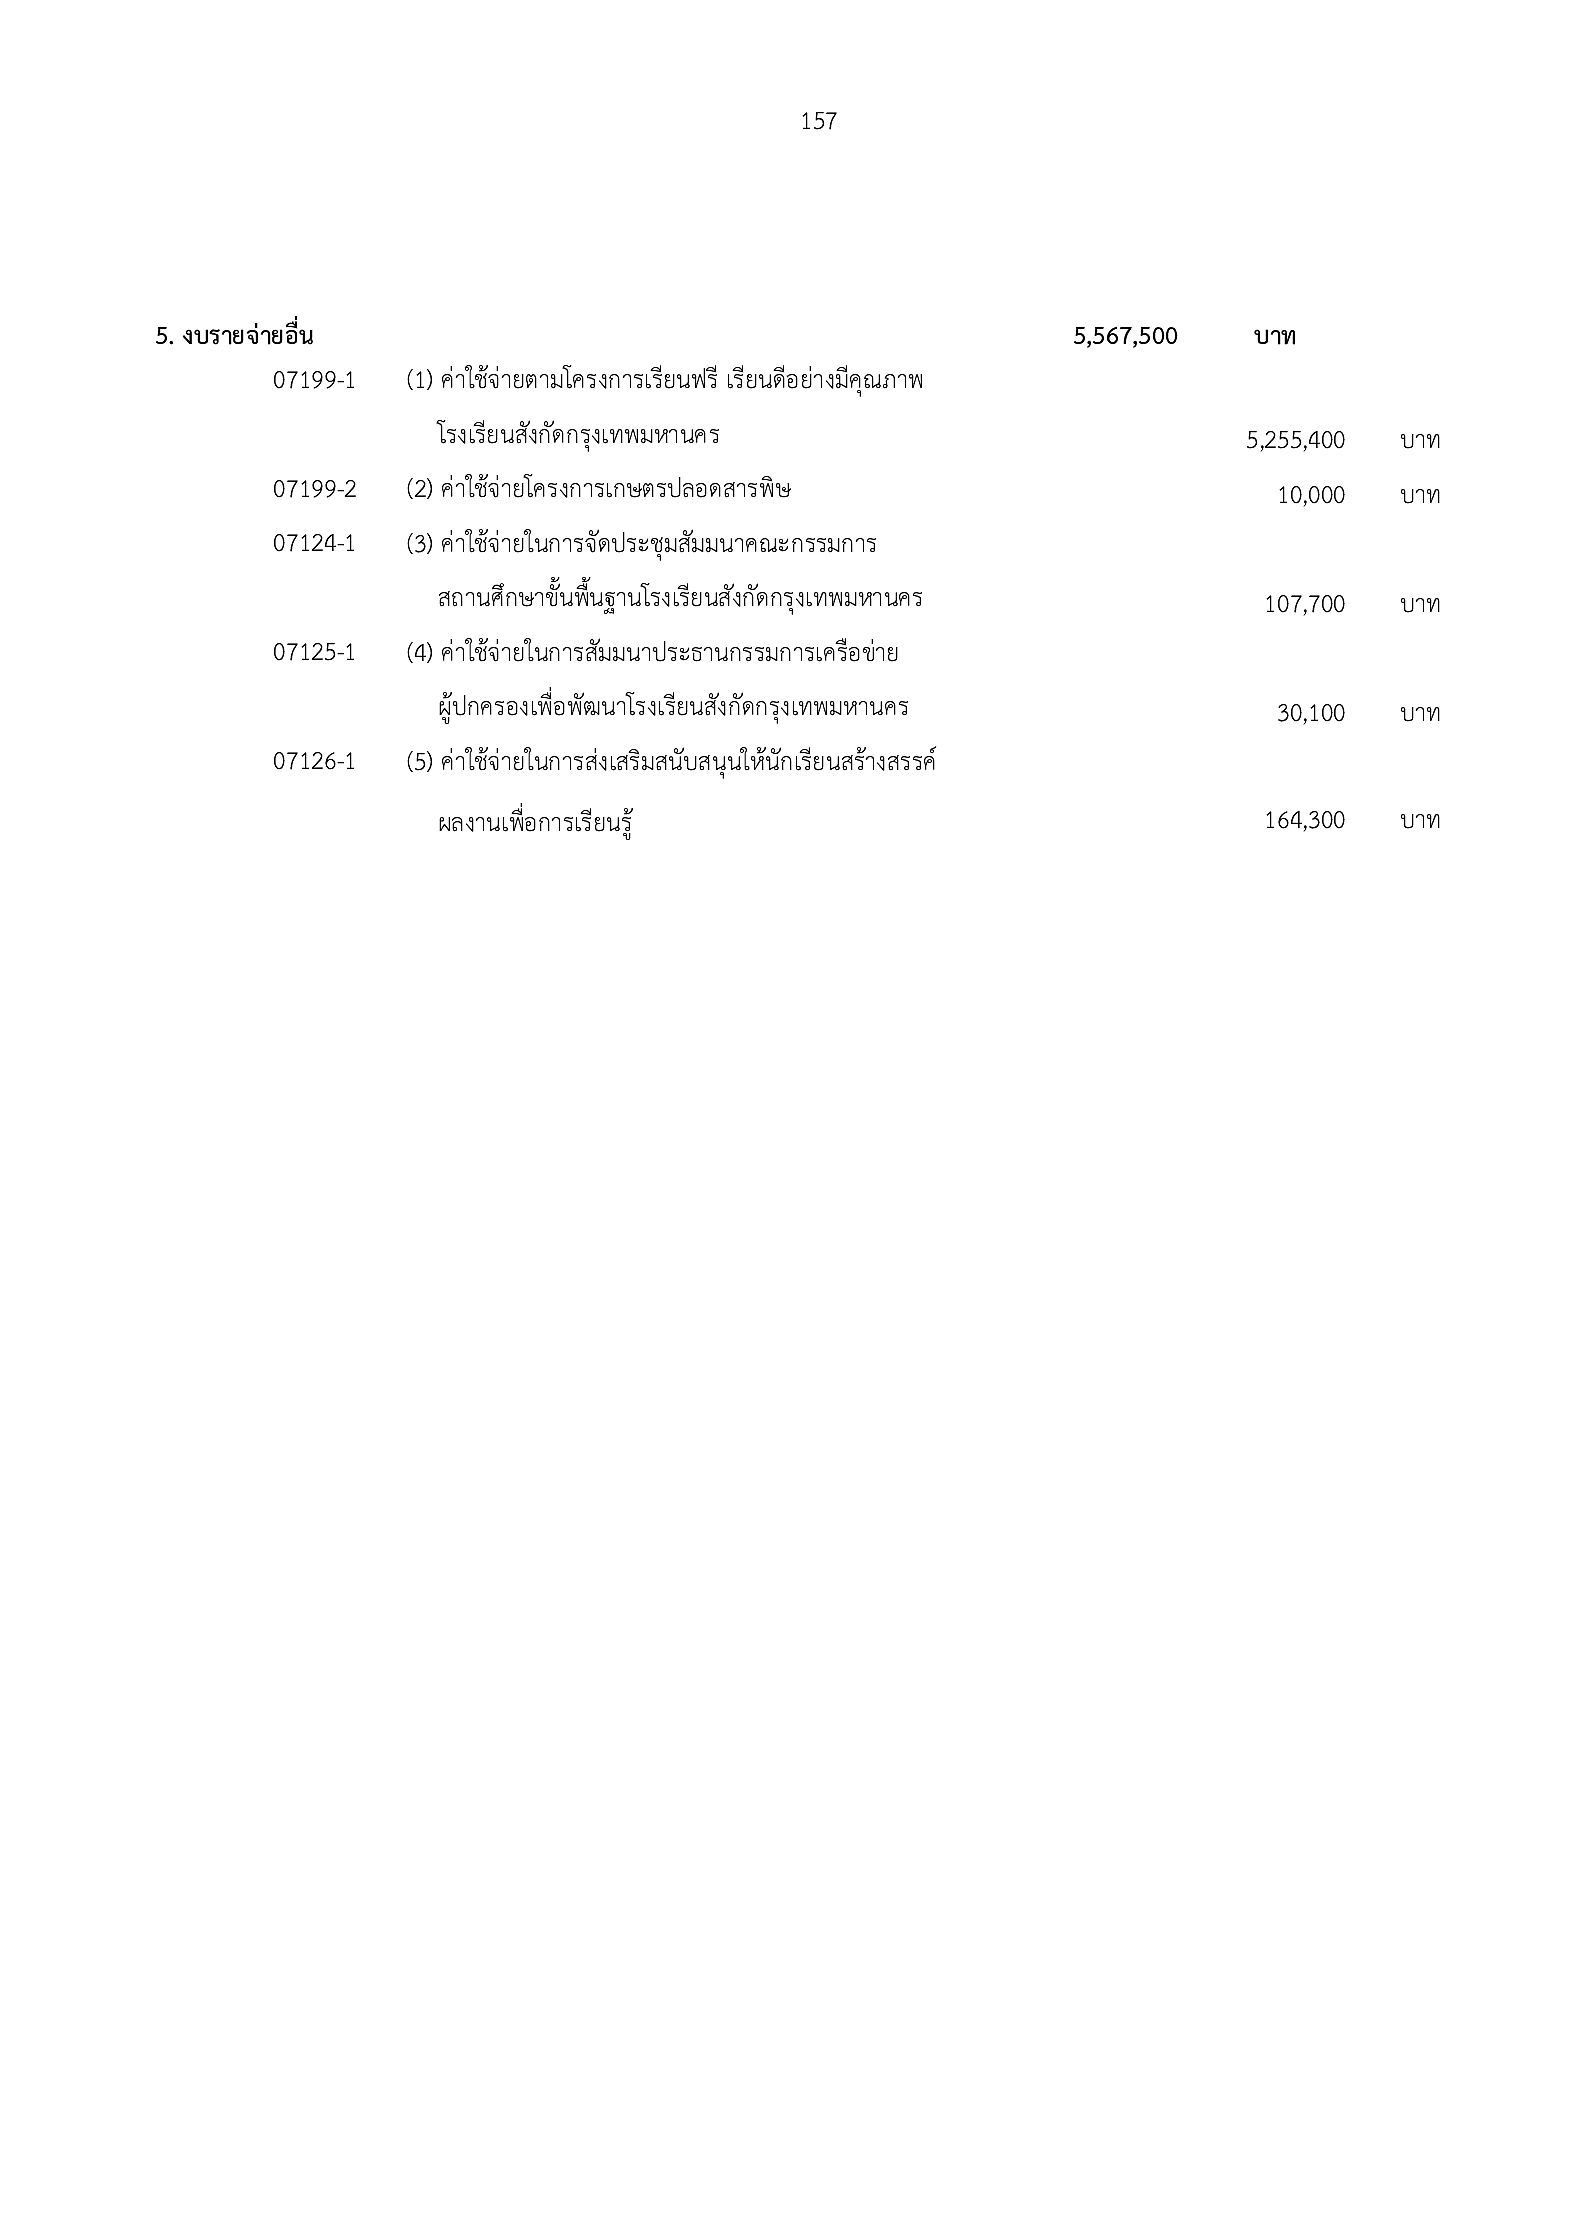 157
5. งบรายจ่ายอื่น 5,567,500 บาท
07199-1 (1) ค่าใช้จ่ายตามโครงการเรียนฟรี เรียนดีอย่างมีคุณภาพ
โรงเรียนสังกัดกรุงเทพมหานคร 5,255,400 บาท
07199-2 (2) ค่าใช้จ่ายโครงการเกษตรปลอดสารพิษ 10,000 บาท
07124-1 (3) ค่าใช้จ่ายในการจัดประชุมสัมมนาคณะกรรมการ
สถานศึกษาขั้นพื้นฐานโรงเรียนสังกัดกรุงเทพมหานคร 107,700 บาท
07125-1 (4) ค่าใช้จ่ายในการสัมมนาประธานกรรมการเครือข่าย
ผู้ปกครองเพื่อพัฒนาโรงเรียนสังกัดกรุงเทพมหานคร 30,100 บาท
07126-1 (5) ค่าใช้จ่ายในการส่งเสริมสนับสนุนให้นักเรียนสร้างสรรค์
ผลงานเพื่อการเรียนรู้ 164,300 บาท